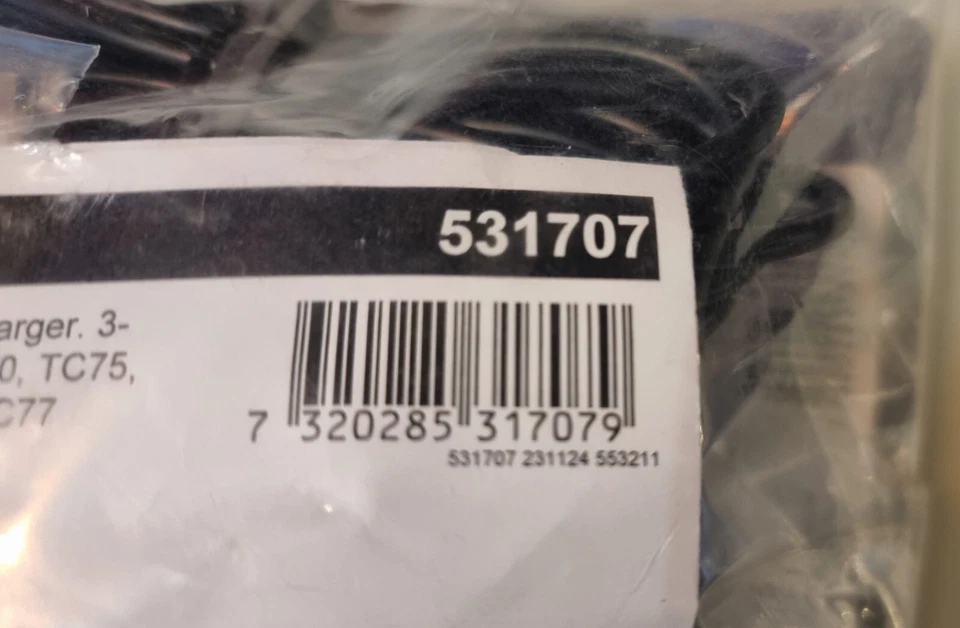 531707
arger. 3-
0, TC75,
C77
7 320285 317079
531707 231124 553211